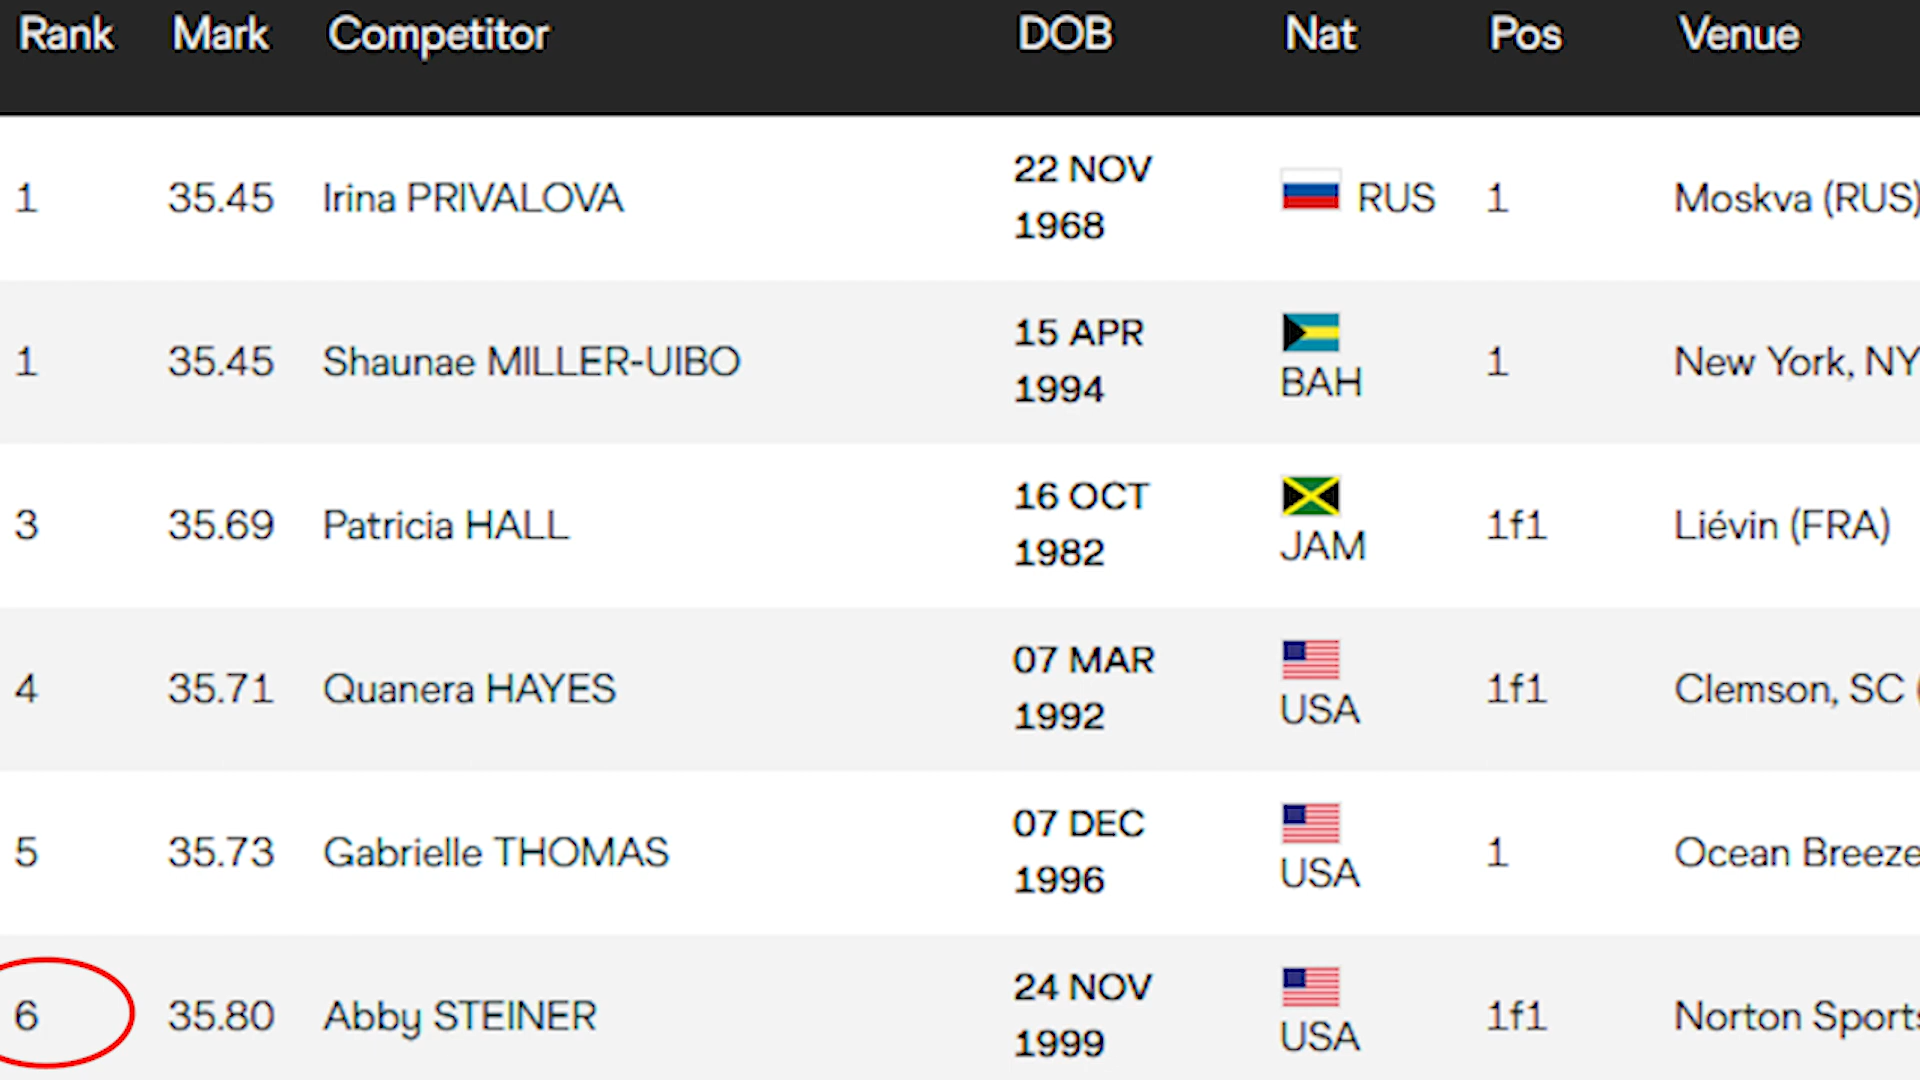 Rank Mark Competitor DOB Nat Pos Venue
1 35.45 Irina PRIVALOVA 22 NOV 1968 RUS 1 Moskva (RUS)
1 35.45 Shaunae MILLER-UIBO 15 APR 1994 BAH 1 New York, NY
3 35.69 Patricia HALL 16 OCT 1982 JAM 1f1 Liévin (FRA)
4 35.71 Quanera HAYES 07 MAR 1992 USA 1f1 Clemson, SC (
5 35.73 Gabrielle THOMAS 07 DEC 1996 USA 1 Ocean Breeze
6 35.80 Abby STEINER 24 NOV 1999 USA 1f1 Norton Sports